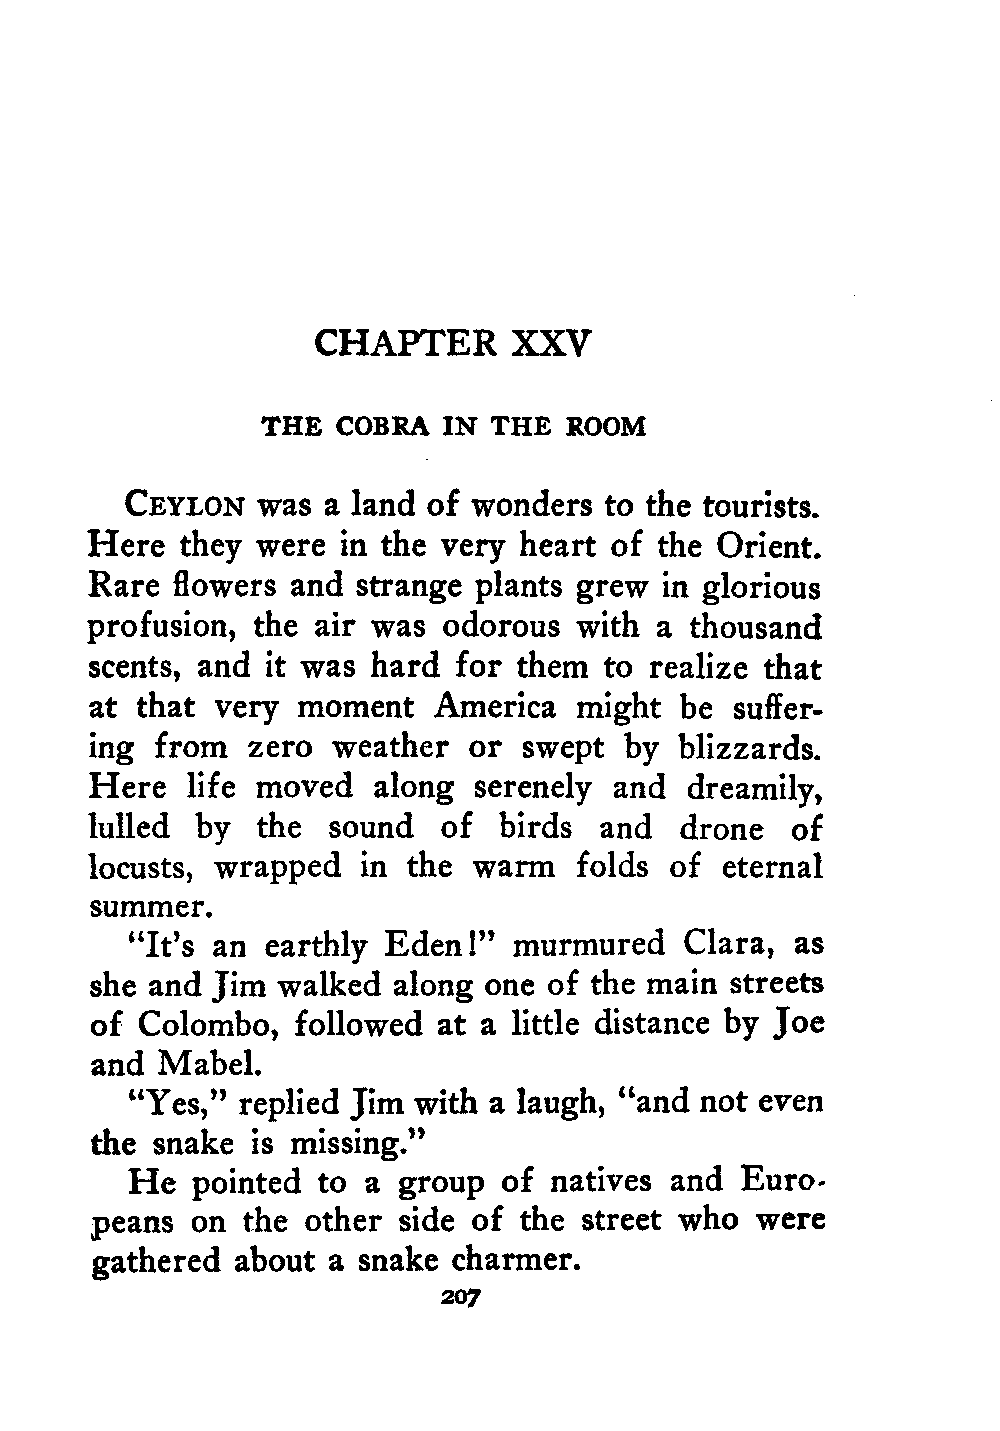 CHAPTER XXV
THE COBRA IN THE ROOM
CEYLON was a land of wonders to the tourists.
Here they were in the very heart of the Orient.
Rare flowers and strange plants grew in glorious
profusion, the air was odorous with a thousand
scents, and it was hard for them to realize that
at that very moment America might be suffer-
ing from zero weather or swept by blizzards.
Here life moved along serenely and dreamily,
lulled by the sound of birds and drone of
locusts, wrapped in the warm folds of eternal
summer.
"It's an earthly Eden!" murmured Clara, as
she and Jim walked along one of the main streets
of Colombo, followed at a little distance by Joe
and Mabel.
"Yes," replied Jim with a laugh, "and not even
the snake is missing."
He pointed to a group of natives and Euro-
peans on the other side of the street who were
gathered about a snake charmer.
207